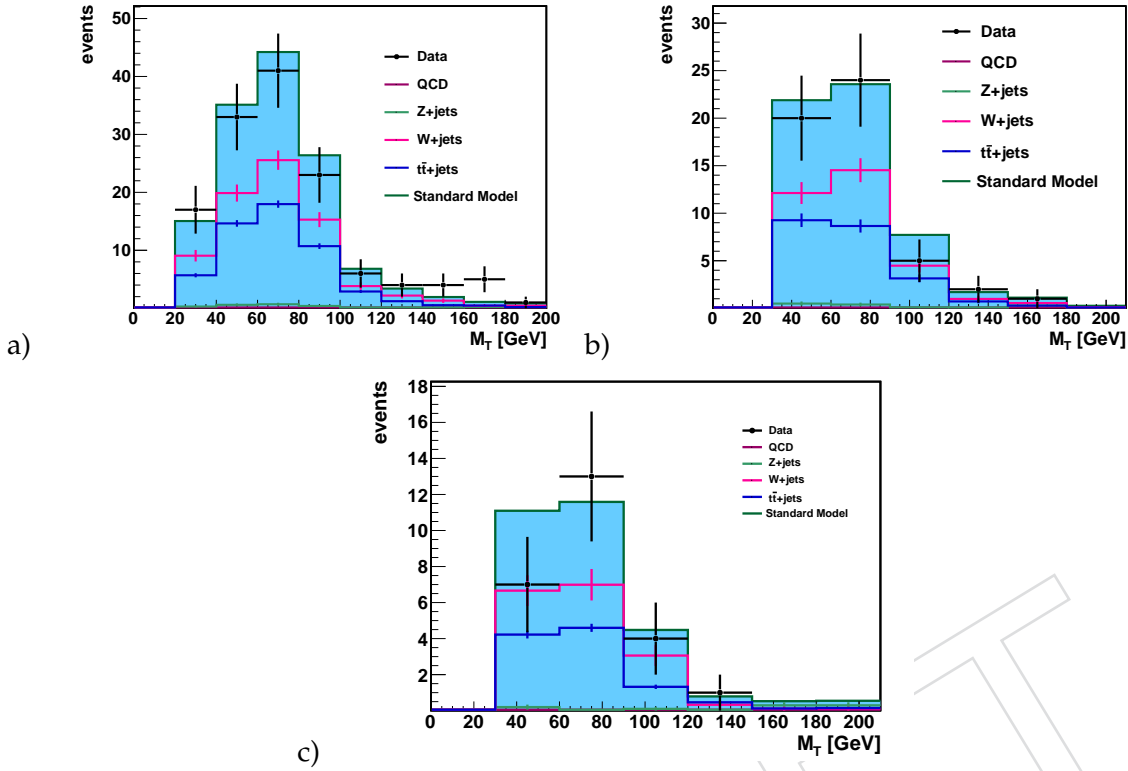 events
50
40
30
20
10
Data
QCD
Z+jets
W+jets
tt̄+jets
Standard Model
0 20 40 60 80 100 120 140 160 180 200
M_T [GeV]
a)
events
30
25
20
15
10
5
Data
QCD
Z+jets
W+jets
tt̄+jets
Standard Model
0 20 40 60 80 100 120 140 160 180 200
M_T [GeV]
b)
events
18
16
14
12
10
8
6
4
2
Data
QCD
Z+jets
W+jets
tt̄+jets
Standard Model
0 20 40 60 80 100 120 140 160 180 200
M_T [GeV]
c)
T